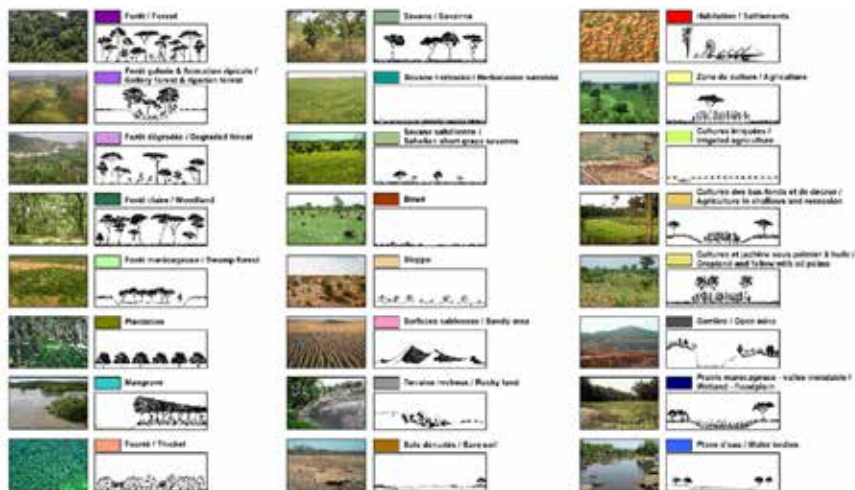 Forêt / Forest
Forêt galerie & formation ripicole /
Gallery forest & riparian forest
Forêt dégradée / Degraded forest
Forêt claire / Woodland
Forêt marécageuse / Swamp forest
Plantation
Mangrove
Fourré / Thicket
Savane / Savanna
Savane herbacée / Herbaceous savanna
Savane sahélienne /
Sahelian short grass savanna
Bowé
Steppe
Surfaces sableuses / Sandy area
Terrains rocheux / Rocky land
Sols dénudés / Bare soil
Habitation / Settlements
Zone de culture / Agriculture
Cultures irriguées /
Irrigated agriculture
Cultures des bas-fonds et de décrue /
Agriculture in shallows and recession
Cultures et jachère sous palmier à huile /
Cropland and fallow with oil palms
Carrière / Open mine
Prairie marécageuse - vallée inondable /
Wetland - floodplain
Plans d'eau / Water bodies